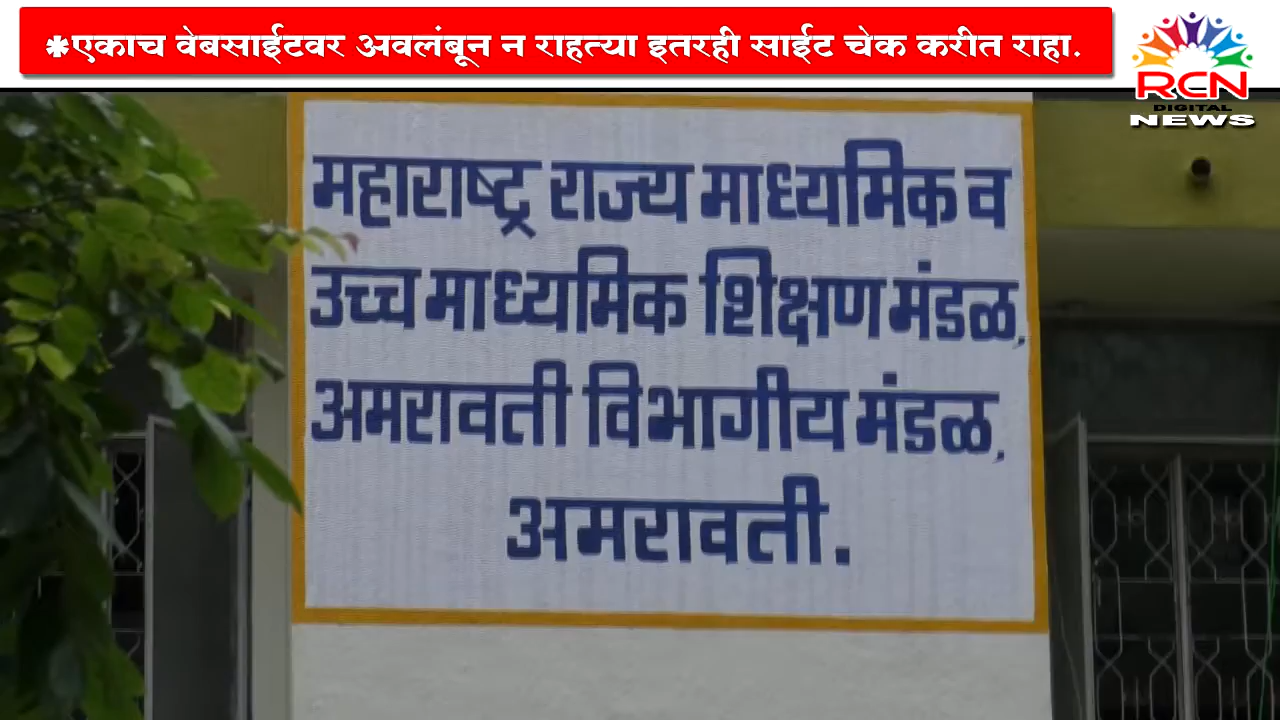 *एकाच वेबसाईटवर अवलंबून न राहत्या इतरही साईट चेक करीत राहा.
RCN
DIGITAL
NEWS
महाराष्ट्र राज्य माध्यमिक व
उच्च माध्यमिक शिक्षण मंडळ,
अमरावती विभागीय मंडळ,
अमरावती.